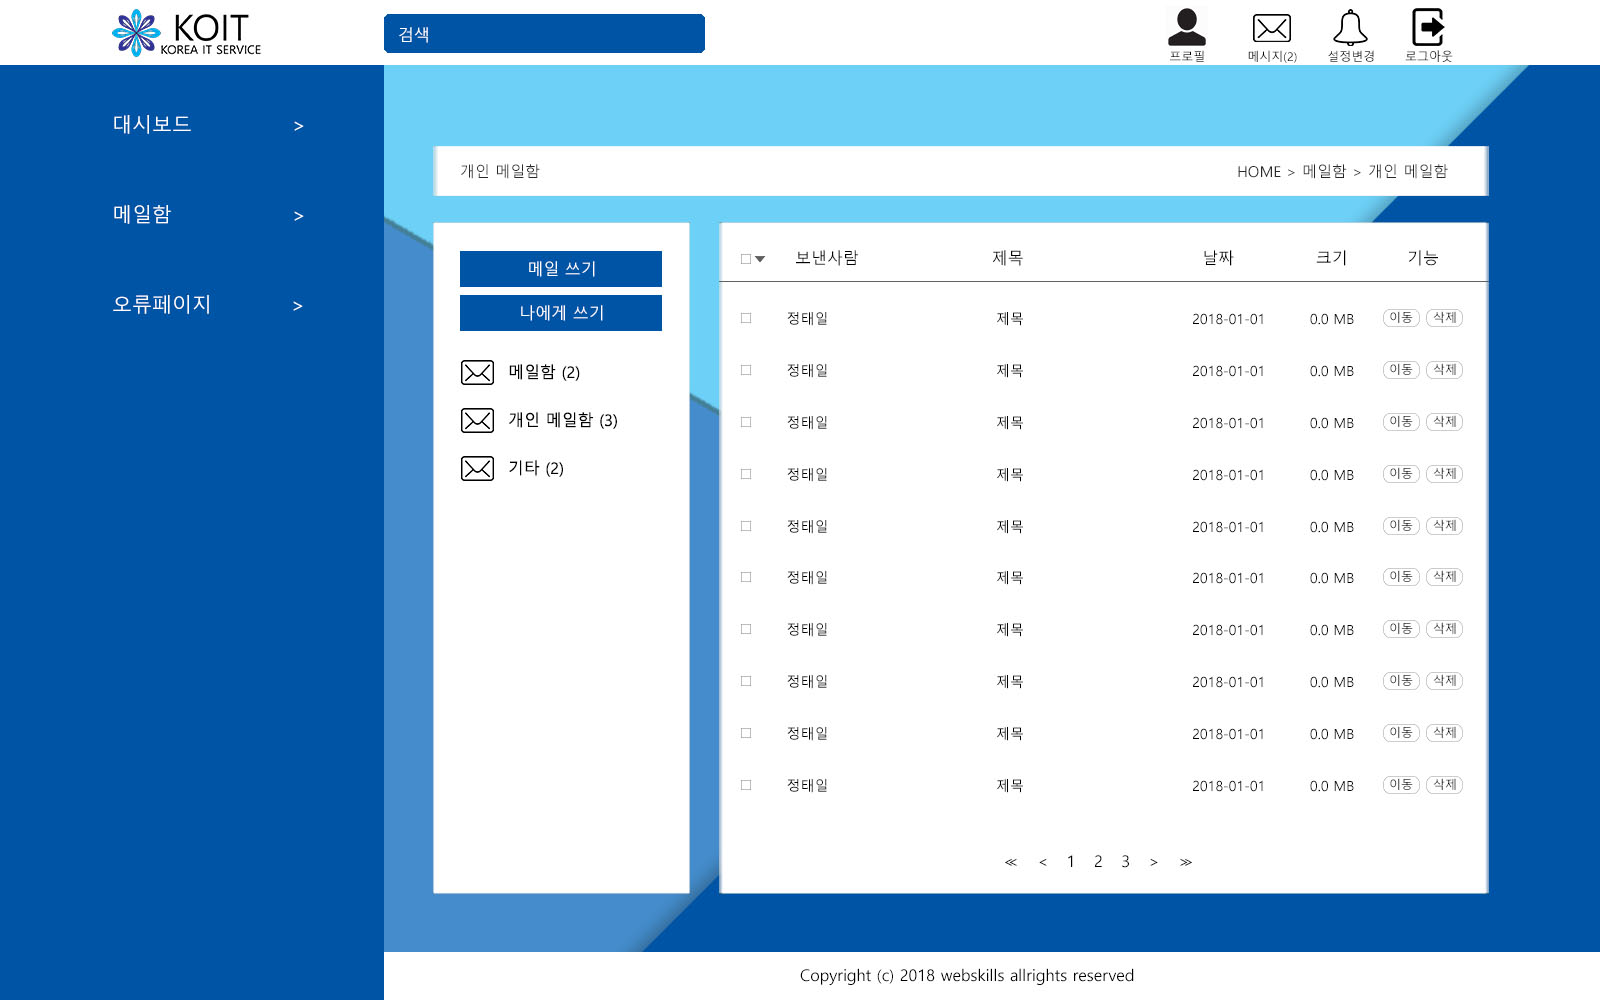 KOIT
KOREA IT SERVICE
검색
프로필
메시지(2)
설정변경
로그아웃
대시보드 >
메일함 >
오류페이지 >
개인 메일함
HOME > 메일함 > 개인 메일함
메일 쓰기
나에게 쓰기
메일함 (2)
개인 메일함 (3)
기타 (2)
보낸사람 제목 날짜 크기 기능
정태일 제목 2018-01-01 0.0 MB 이동 삭제
정태일 제목 2018-01-01 0.0 MB 이동 삭제
정태일 제목 2018-01-01 0.0 MB 이동 삭제
정태일 제목 2018-01-01 0.0 MB 이동 삭제
정태일 제목 2018-01-01 0.0 MB 이동 삭제
정태일 제목 2018-01-01 0.0 MB 이동 삭제
정태일 제목 2018-01-01 0.0 MB 이동 삭제
정태일 제목 2018-01-01 0.0 MB 이동 삭제
정태일 제목 2018-01-01 0.0 MB 이동 삭제
정태일 제목 2018-01-01 0.0 MB 이동 삭제
≪ < 1 2 3 > ≫
Copyright (c) 2018 webskills allrights reserved